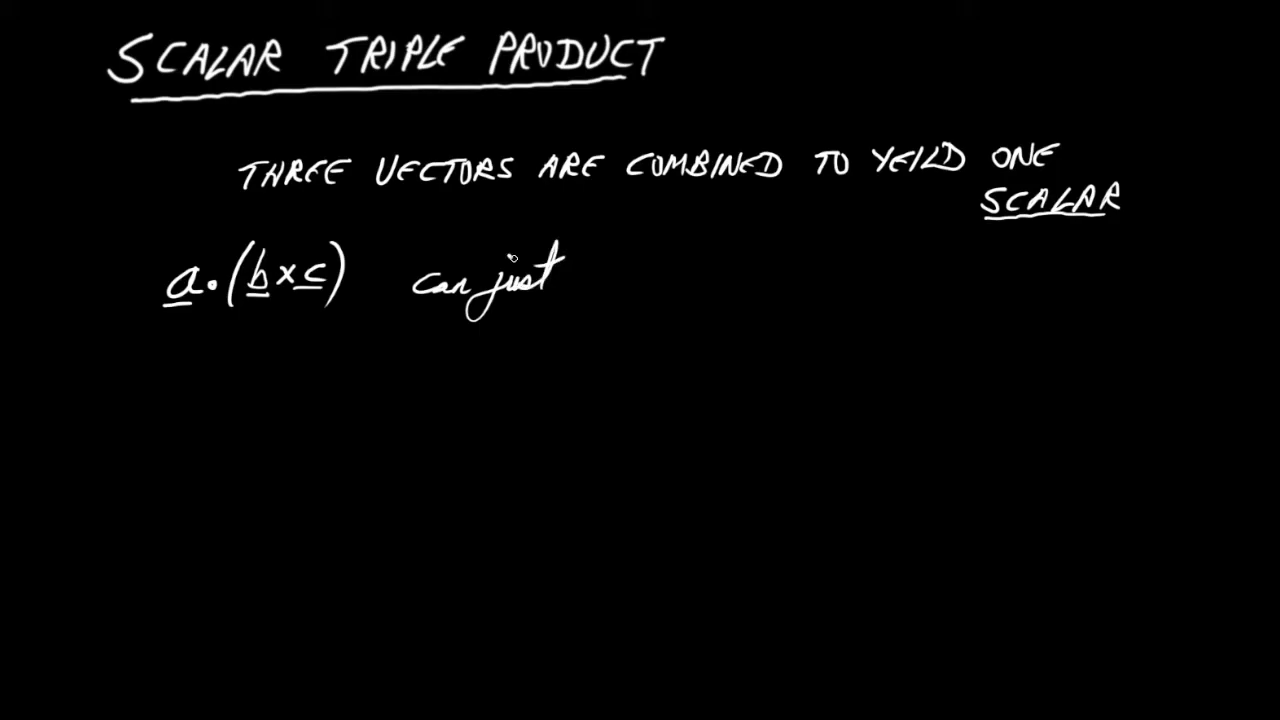 SCALAR TRIPLE PRODUCT
THREE VECTORS ARE COMBINED TO YEILD ONE
SCALAR
a.(b×c) can just